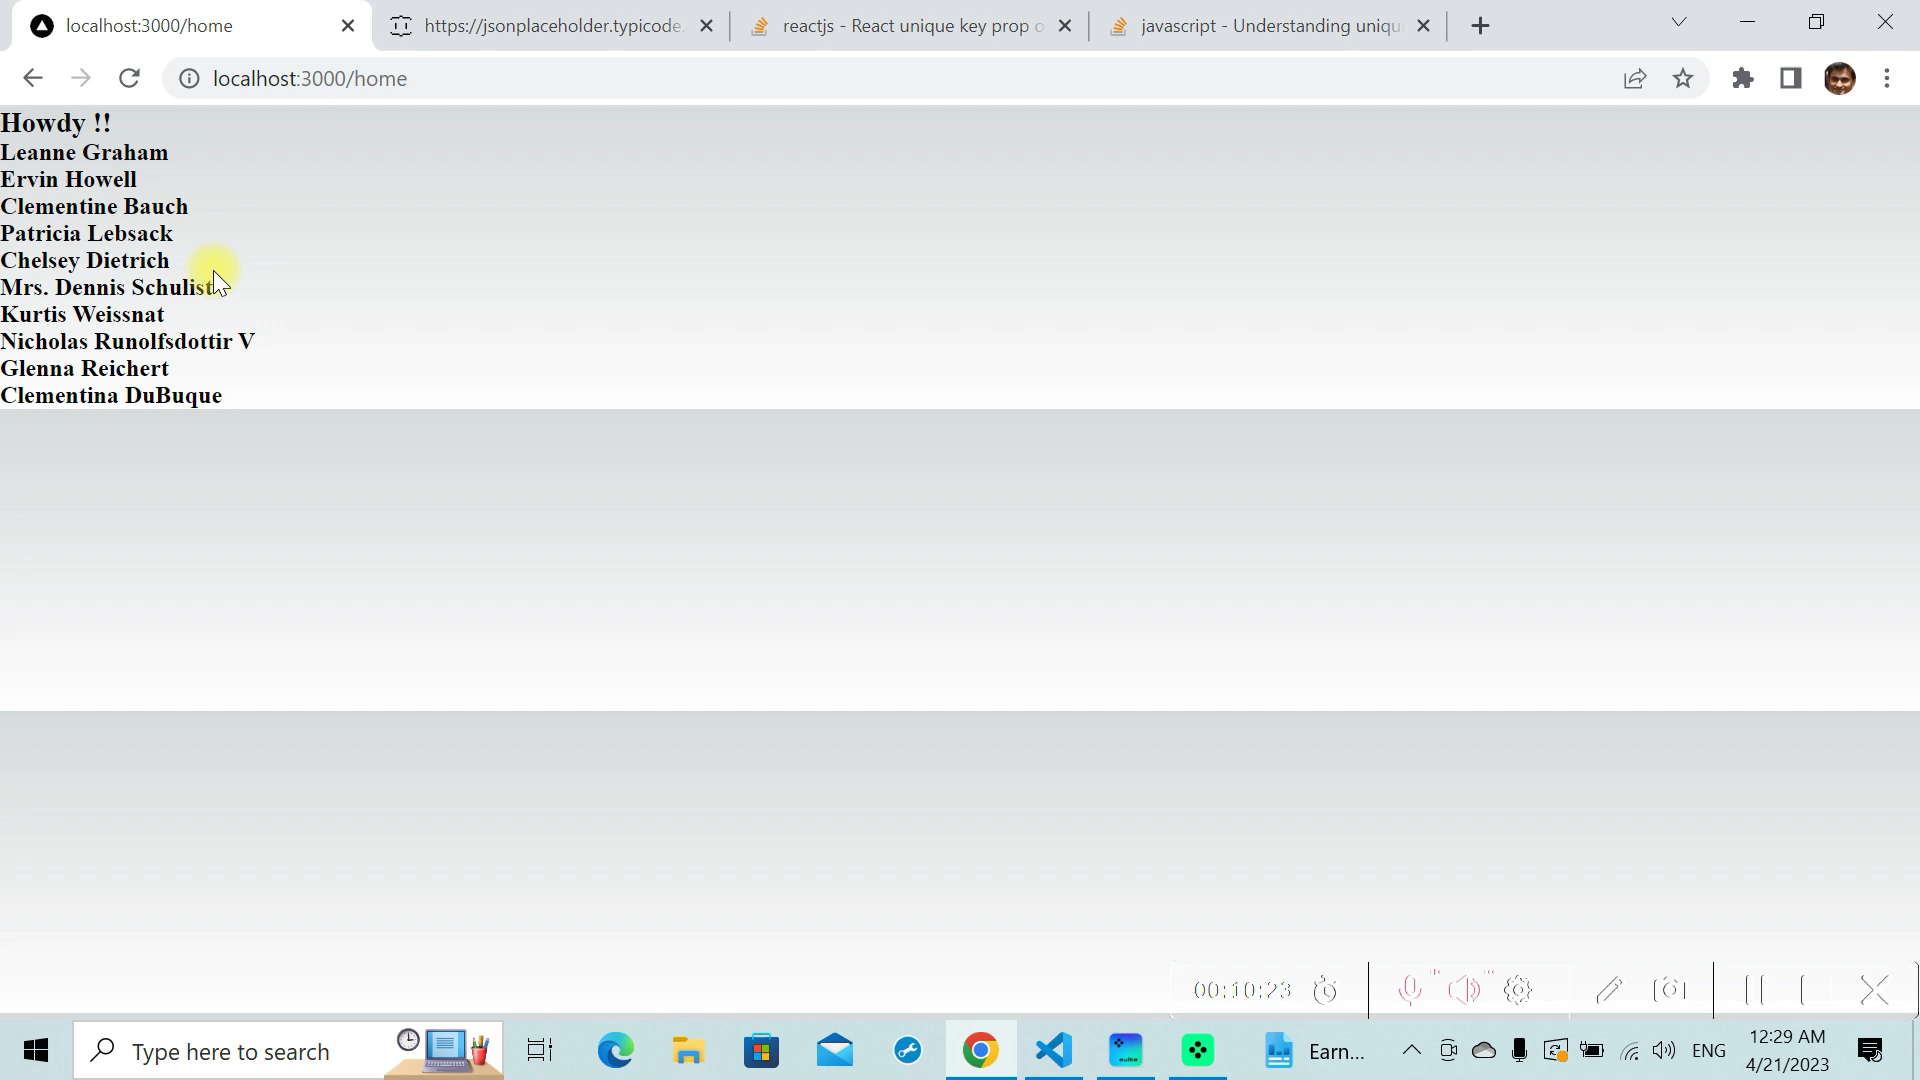 localhost:3000/home
https://jsonplaceholder.typicode.
reactjs - React unique key prop o
javascript - Understanding uniqu
localhost:3000/home
Howdy !!
Leanne Graham
Ervin Howell
Clementine Bauch
Patricia Lebsack
Chelsey Dietrich
Mrs. Dennis Schulist
Kurtis Weissnat
Nicholas Runolfsdottir V
Glenna Reichert
Clementina DuBuque
00:10:23
Type here to search
Earn...
ENG
12:29 AM
4/21/2023